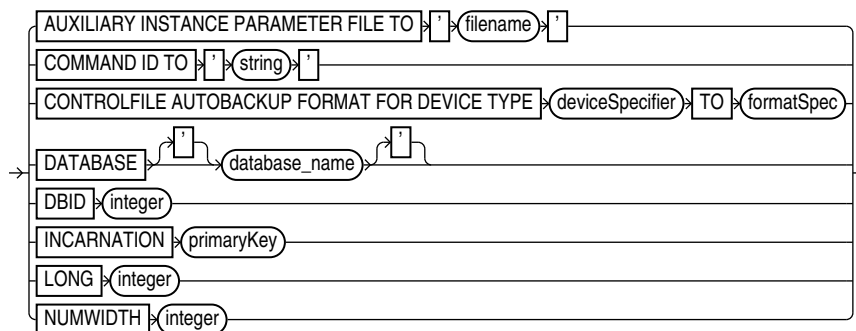 AUXILIARY INSTANCE PARAMETER FILE TO ' filename '
COMMAND ID TO ' string '
CONTROLFILE AUTOBACKUP FORMAT FOR DEVICE TYPE deviceSpecifier TO formatSpec
DATABASE ' database_name '
DBID integer
INCARNATION primaryKey
LONG integer
NUMWIDTH integer